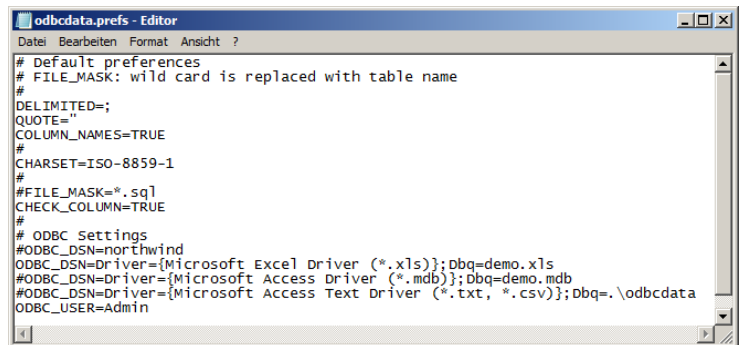 odbcdata.prefs - Editor
Datei Bearbeiten Format Ansicht ?
# Default preferences
# FILE_MASK: wild card is replaced with table name
#
DELIMITED=;
QUOTE="
COLUMN_NAMES=TRUE
#
CHARSET=ISO-8859-1
#
#FILE_MASK=*.sql
CHECK_COLUMN=TRUE
#
# ODBC Settings
#ODBC_DSN=northwind
ODBC_DSN=Driver={Microsoft Excel Driver (*.xls)};Dbq=demo.xls
#ODBC_DSN=Driver={Microsoft Access Driver (*.mdb)};Dbq=demo.mdb
#ODBC_DSN=Driver={Microsoft Access Text Driver (*.txt, *.csv)};Dbq=.\odbcdata
ODBC_USER=Admin